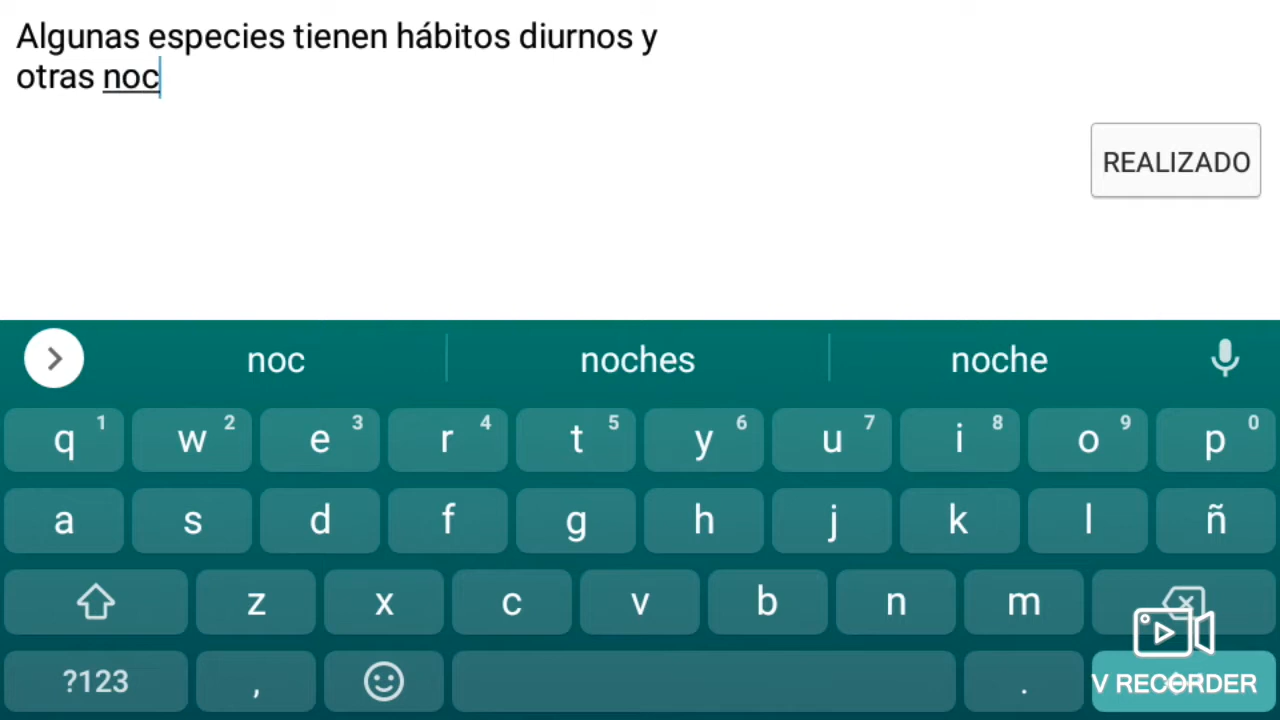 Algunas especies tienen hábitos diurnos y
otras noc
REALIZADO
noc noches noche
q 1 w 2 e 3 r 4 t 5 y 6 u 7 i 8 o 9 p 0
a s d f g h j k l ñ
z x c v b n m
?123 , .
V RECORDER